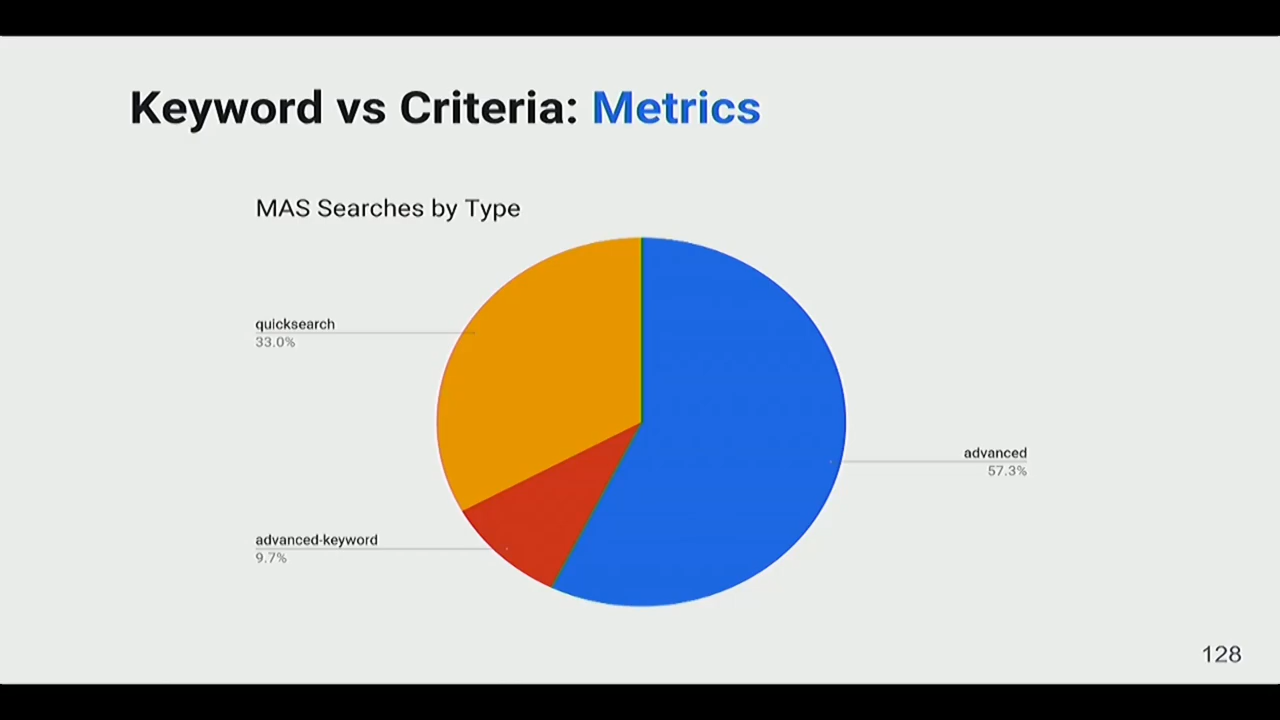 Keyword vs Criteria: Metrics
MAS Searches by Type
quicksearch
33.0%
advanced
57.3%
advanced-keyword
9.7%
128